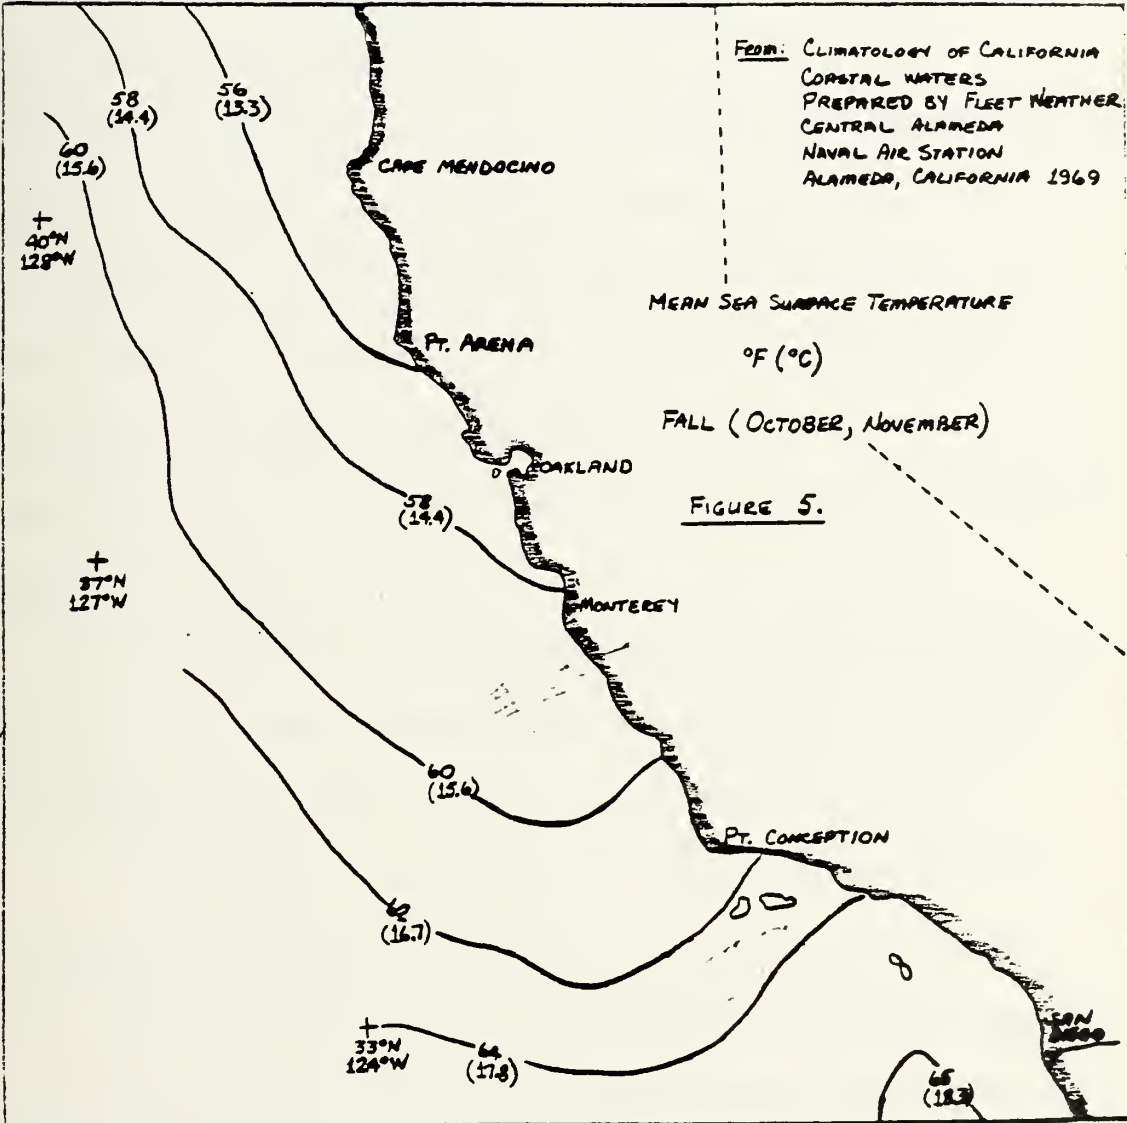 From: CLIMATOLOGY OF CALIFORNIA
COASTAL WATERS
PREPARED BY FLEET WEATHER
CENTRAL ALAMEDA
NAVAL AIR STATION
ALAMEDA, CALIFORNIA 1969
58
(14.4)
56
(13.3)
60
(15.6)
CAPE MENDOCINO
+
40°N
128°W
MEAN SEA SURFACE TEMPERATURE
°F (°C)
FALL (OCTOBER, NOVEMBER)
FIGURE 5.
PT. ARENA
OAKLAND
58
(14.4)
+
37°N
127°W
MONTEREY
60
(15.6)
PT. CONCEPTION
62
(16.7)
+
33°N
124°W
64
(17.8)
SAN
DIEGO
65
(18.3)